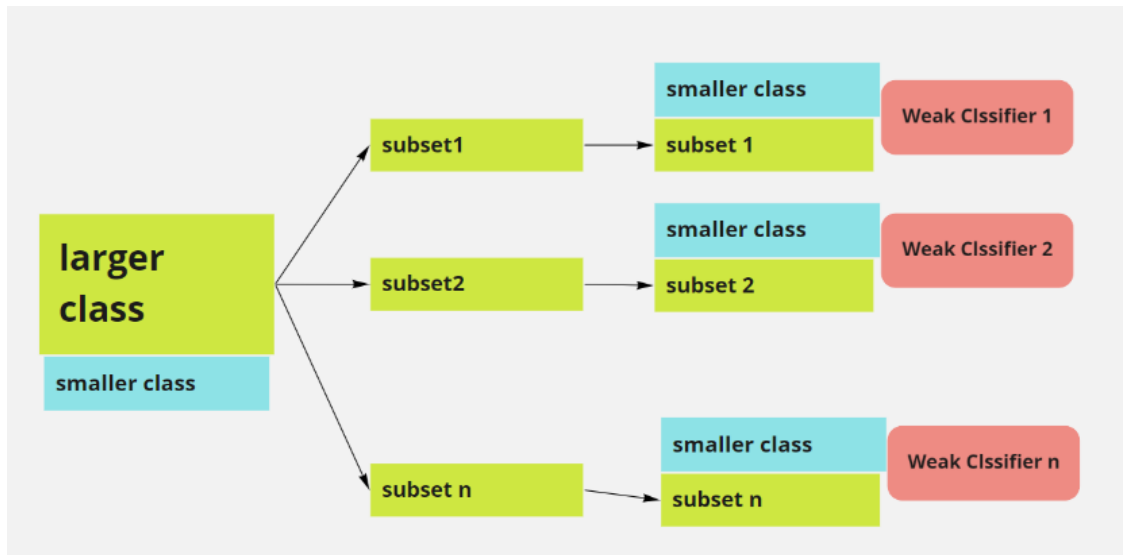 larger
class
smaller class
subset1
subset2
subset n
smaller class
subset 1
Weak Clssifier 1
smaller class
subset 2
Weak Clssifier 2
smaller class
subset n
Weak Clssifier n